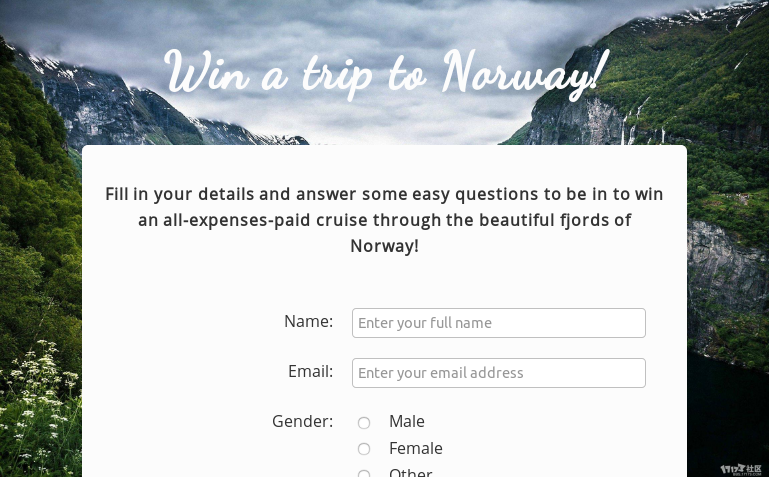 Win a trip to Norway!
Fill in your details and answer some easy questions to be in to win
an all-expenses-paid cruise through the beautiful fjords of
Norway!
Name: Enter your full name
Email: Enter your email address
Gender: Male
Female
Other